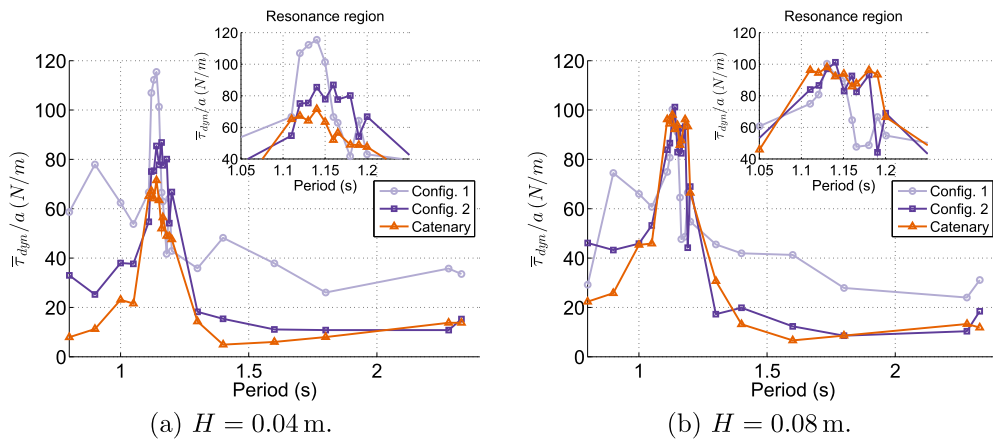 Resonance region
120
100
80
60
40
1.05
1.1
1.15
1.2
Period (s)
τ̅dyn/a (N/m)
120
100
80
60
40
20
0
1
1.5
2
Period (s)
τ̅dyn/a (N/m)
Config. 1
Config. 2
Catenary
(a) H = 0.04 m.
Resonance region
120
100
80
60
40
1.05
1.1
1.15
1.2
Period (s)
τ̅dyn/a (N/m)
120
100
80
60
40
20
0
1
1.5
2
Period (s)
τ̅dyn/a (N/m)
Config. 1
Config. 2
Catenary
(b) H = 0.08 m.